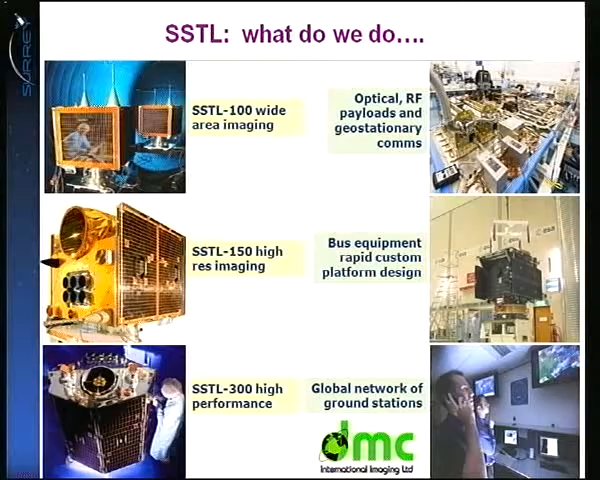 SURREY
SSTL: what do we do....
SSTL-100 wide
area imaging
Optical, RF
payloads and
geostationary
comms
SSTL-150 high
res imaging
Bus equipment
rapid custom
platform design
SSTL-300 high
performance
Global network of
ground stations
dmc
International Imaging Ltd